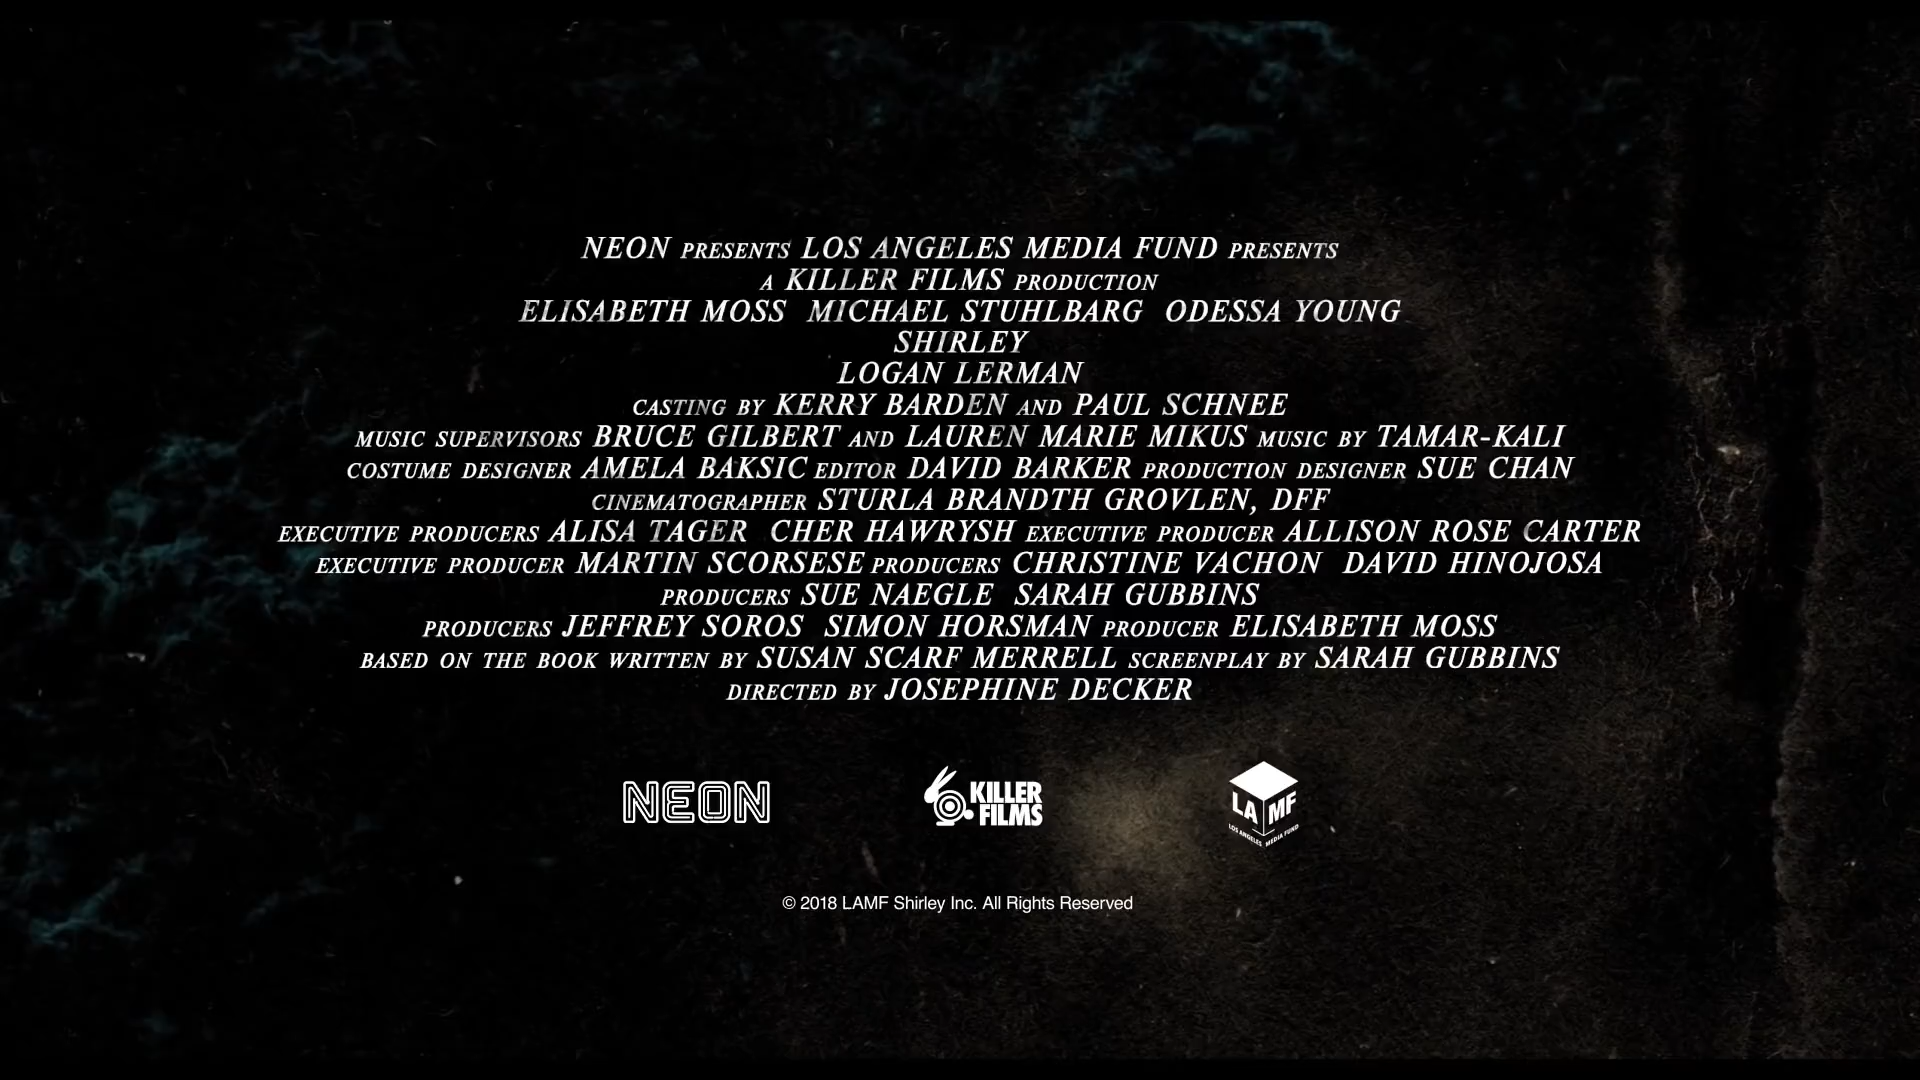 NEON PRESENTS LOS ANGELES MEDIA FUND PRESENTS
A KILLER FILMS PRODUCTION
ELISABETH MOSS MICHAEL STUHLBARG ODESSA YOUNG
SHIRLEY
LOGAN LERMAN
CASTING BY KERRY BARDEN AND PAUL SCHNEE
MUSIC SUPERVISORS BRUCE GILBERT AND LAUREN MARIE MIKUS MUSIC BY TAMAR-KALI
COSTUME DESIGNER AMELA BAKSIC EDITOR DAVID BARKER PRODUCTION DESIGNER SUE CHAN
CINEMATOGRAPHER STURLA BRANDTH GROVLEN, DFF
EXECUTIVE PRODUCERS ALISA TAGER CHER HAWRYSH EXECUTIVE PRODUCER ALLISON ROSE CARTER
EXECUTIVE PRODUCER MARTIN SCORSESE PRODUCERS CHRISTINE VACHON DAVID HINOJOSA
PRODUCERS SUE NAEGLE SARAH GUBBINS
PRODUCERS JEFFREY SOROS SIMON HORSMAN PRODUCER ELISABETH MOSS
BASED ON THE BOOK WRITTEN BY SUSAN SCARF MERRELL SCREENPLAY BY SARAH GUBBINS
DIRECTED BY JOSEPHINE DECKER
NEON
KILLER
FILMS
LA MF
LOS ANGELES MEDIA FUND
© 2018 LAMF Shirley Inc. All Rights Reserved